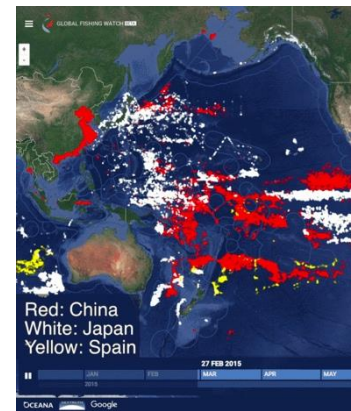 GLOBAL FISHING WATCH BETA
+
-
Red: China
White: Japan
Yellow: Spain
27 FEB 2015
JAN
FEB
MAR
APR
MAY
2015
OCEANA
Google